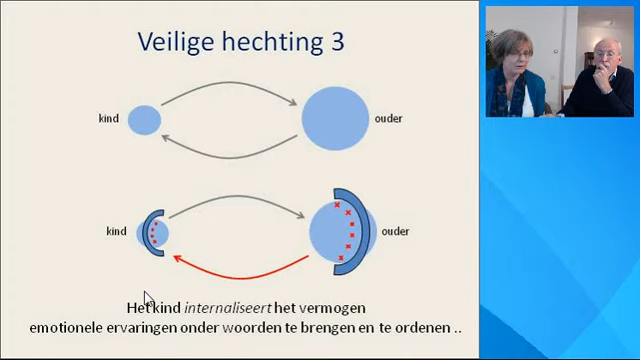 Veilige hechting 3
kind
ouder
kind
ouder
Het kind internaliseert het vermogen
emotionele ervaringen onder woorden te brengen en te ordenen ..